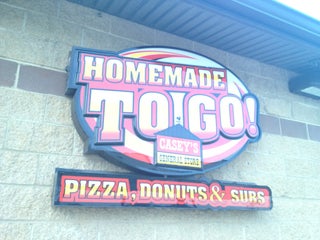 HOMEMADE
TO GO!
CASEY'S
GENERAL STORE
PIZZA, DONUTS & SUBS